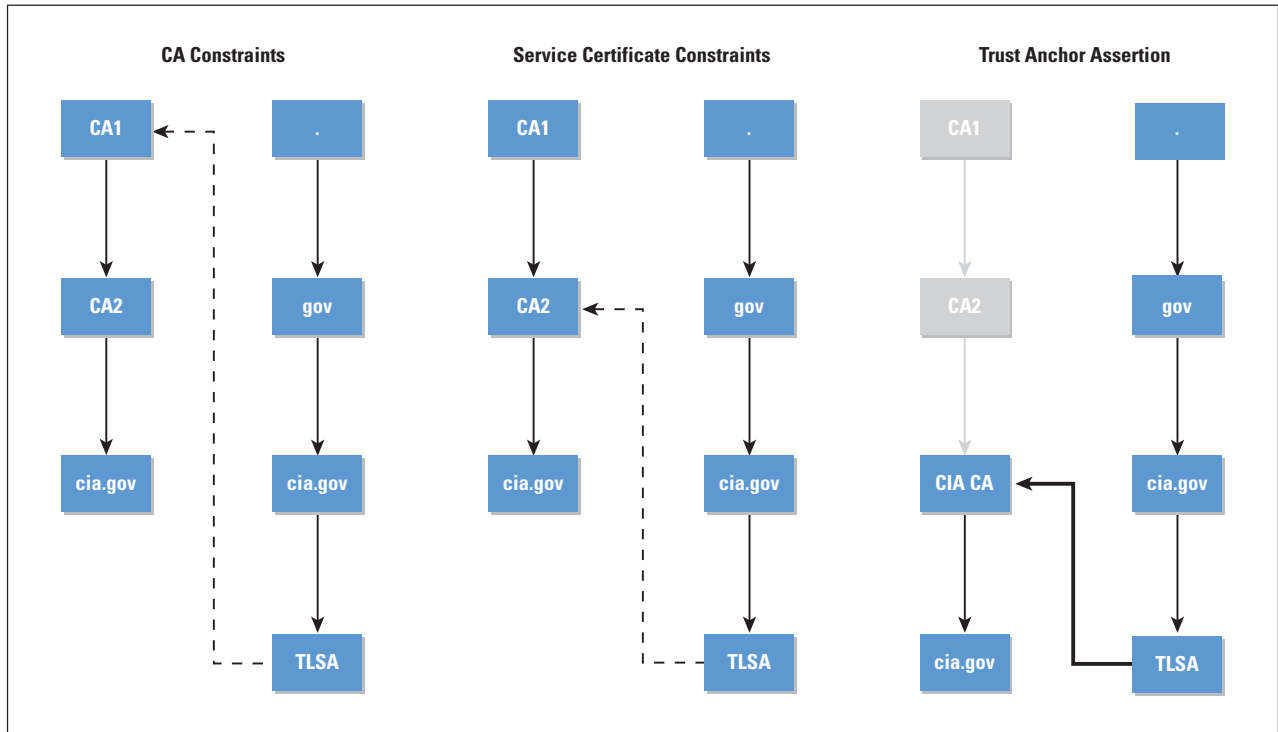 CA Constraints
Service Certificate Constraints
Trust Anchor Assertion
CA1
.
CA1
.
CA1
.
CA2
gov
CA2
gov
CA2
gov
cia.gov
cia.gov
cia.gov
cia.gov
CIA CA
cia.gov
TLSA
TLSA
cia.gov
TLSA